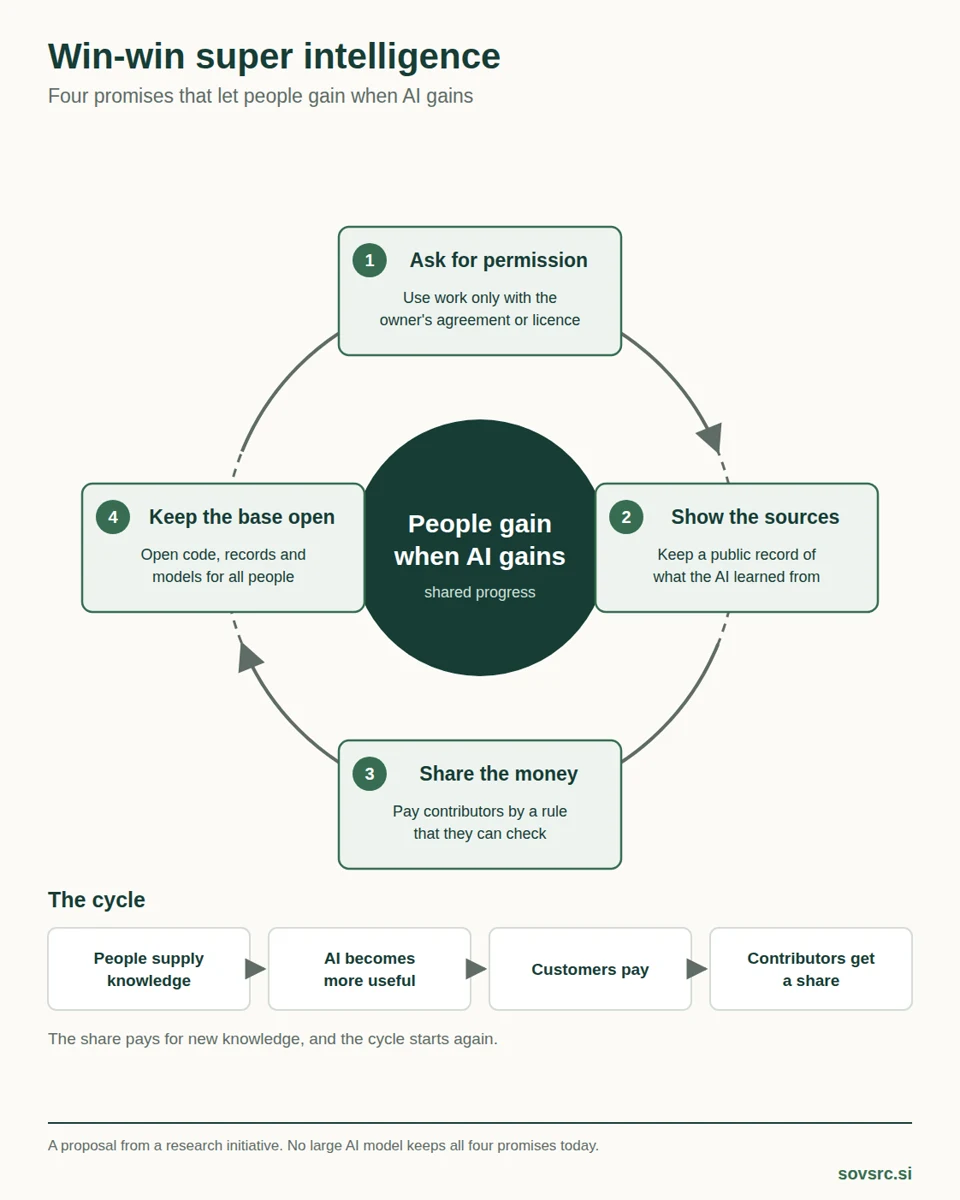 Win-win super intelligence
Four promises that let people gain when AI gains
1
Ask for permission
Use work only with the
owner's agreement or licence
4
Keep the base open
Open code, records and
models for all people
People gain
when AI gains
shared progress
2
Show the sources
Keep a public record of
what the AI learned from
3
Share the money
Pay contributors by a rule
that they can check
The cycle
People supply
knowledge
AI becomes
more useful
Customers pay
Contributors get
a share
The share pays for new knowledge, and the cycle starts again.
A proposal from a research initiative. No large AI model keeps all four promises today.
sovsrc.si